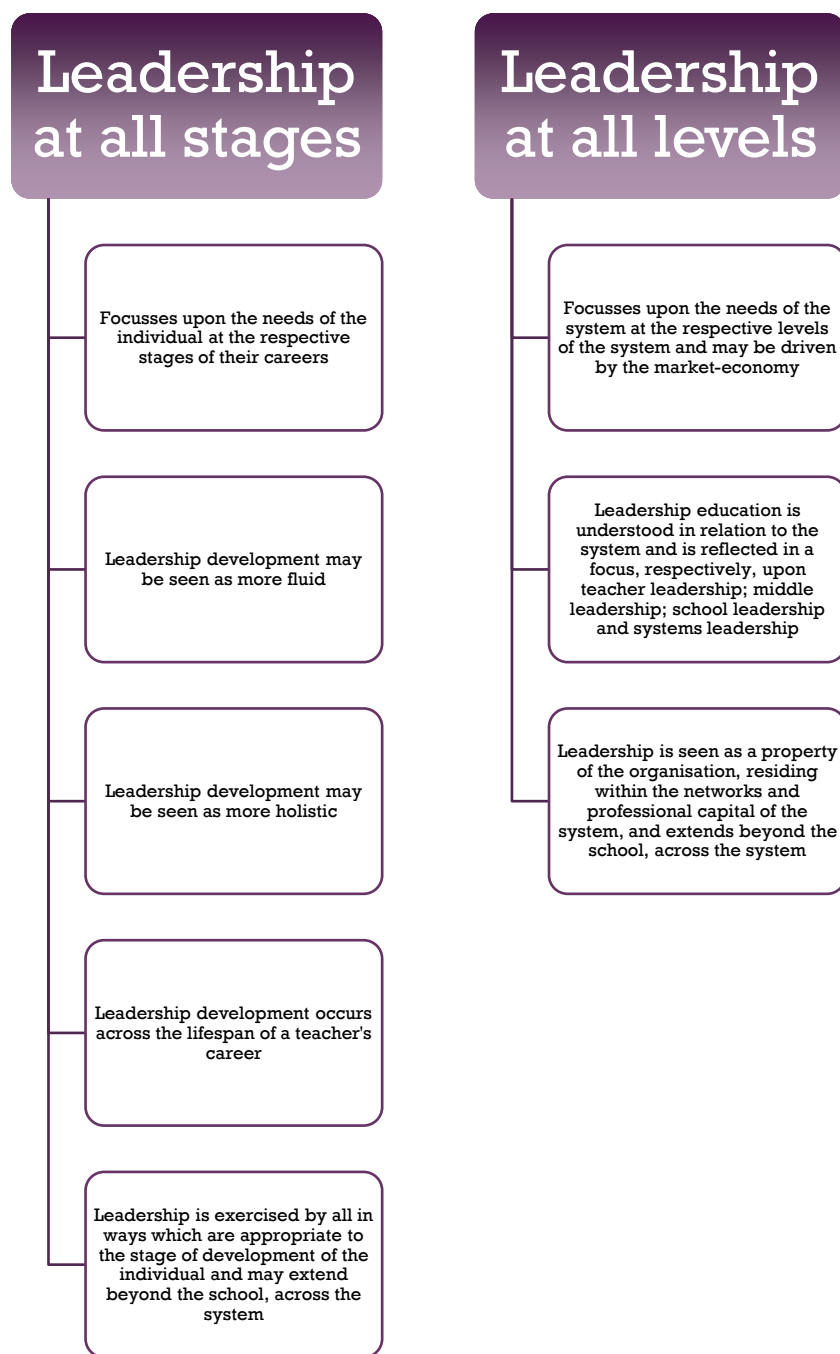 Leadership
at all stages
Focusses upon the needs of the
individual at the respective
stages of their careers
Leadership development may
be seen as more fluid
Leadership development may
be seen as more holistic
Leadership development occurs
across the lifespan of a teacher's
career
Leadership is exercised by all in
ways which are appropriate to
the stage of development of the
individual and may extend
beyond the school, across the
system
Leadership
at all levels
Focusses upon the needs of the
system at the respective levels
of the system and may be driven
by the market-economy
Leadership education is
understood in relation to the
system and is reflected in a
focus, respectively, upon
teacher leadership; middle
leadership; school leadership
and systems leadership
Leadership is seen as a property
of the organisation, residing
within the networks and
professional capital of the
system, and extends beyond the
school, across the system